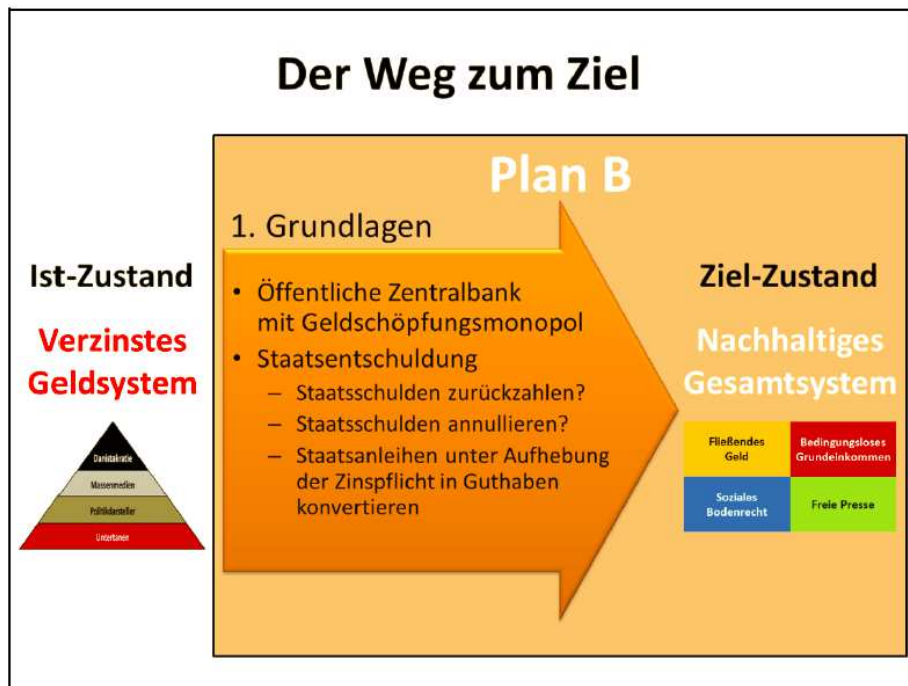 Der Weg zum Ziel
Plan B
1. Grundlagen
Ist-Zustand
Verzinstes
Geldsystem
Danistakratie
Massenmedien
Politikdarsteller
Untertanen
• Öffentliche Zentralbank
mit Geldschöpfungsmonopol
• Staatsentschuldung
– Staatsschulden zurückzahlen?
– Staatsschulden annullieren?
– Staatsanleihen unter Aufhebung
der Zinspflicht in Guthaben
konvertieren
Ziel-Zustand
Nachhaltiges
Gesamtsystem
Fließendes
Geld
Bedingungsloses
Grundeinkommen
Soziales
Bodenrecht
Freie Presse